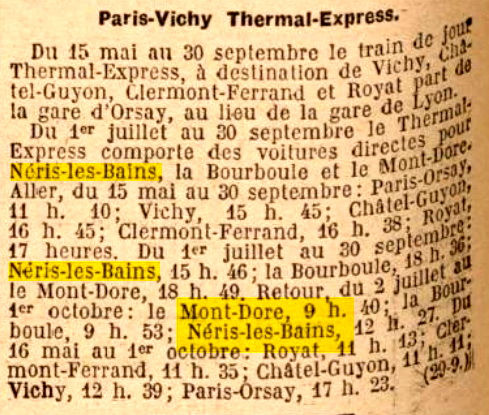 Paris-Vichy Thermal-Express.
Du 15 mai au 30 septembre le train de jour
Thermal-Express, à destination de Vichy, Châ-
tel-Guyon, Clermont-Ferrand et Royat part de
la gare d'Orsay, au lieu de la gare de Lyon.
Du 1er juillet au 30 septembre le Thermal-
Express comporte des voitures directes pour
Néris-les-Bains, la Bourboule et le Mont-Dore.
Aller, du 15 mai au 30 septembre: Paris-Orsay,
11 h. 10; Vichy, 15 h. 45; Châtel-Guyon,
16 h. 45; Clermont-Ferrand, 16 h. 38; Royat,
17 heures. Du 1er juillet au 30 septembre:
Néris-les-Bains, 15 h. 46; la Bourboule, 18 h. 36;
le Mont-Dore, 18 h. 49. Retour, du 2 juillet au
1er octobre: le Mont-Dore, 9 h. 40; la Bour-
boule, 9 h. 53; Néris-les-Bains, 12 h. 27. Du
16 mai au 1er octobre: Royat, 11 h. 13; Cler-
mont-Ferrand, 11 h. 35; Châtel-Guyon, 11 h. 11;
Vichy, 12 h. 39; Paris-Orsay, 17 h. 23. (20-9.)